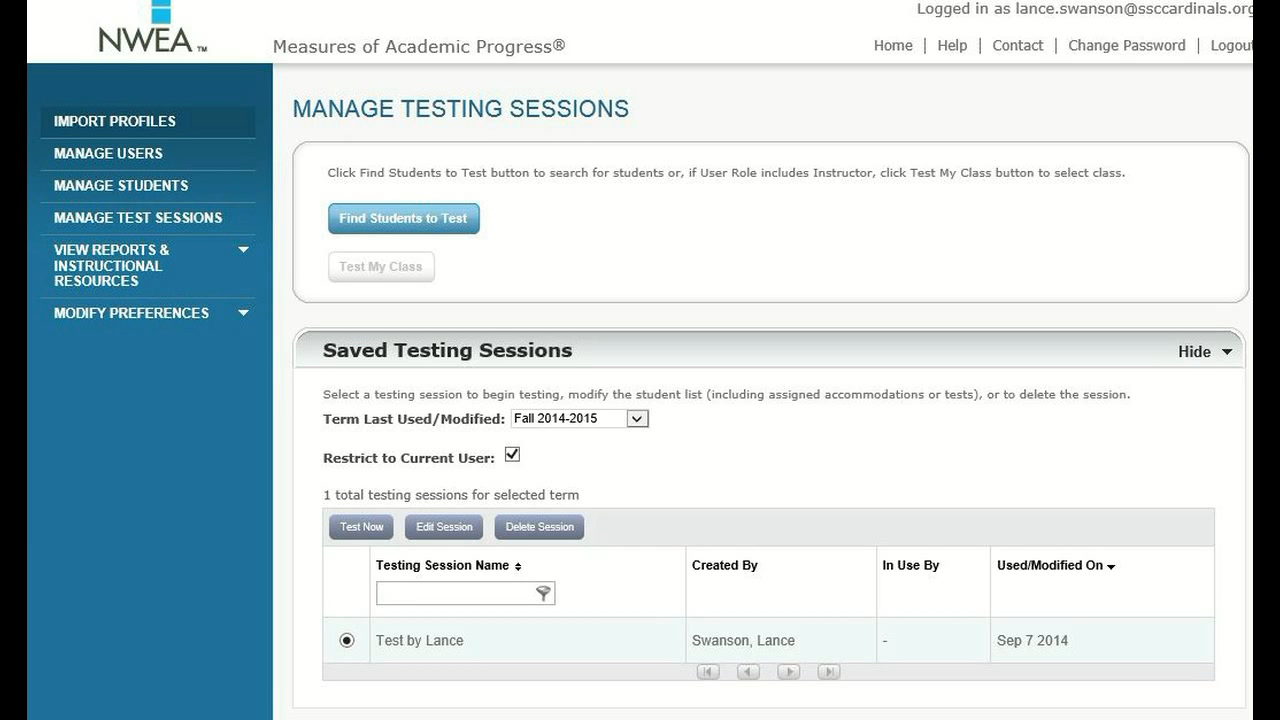 Logged in as lance.swanson@ssccardinals.org
NWEA™
Measures of Academic Progress®
Home | Help | Contact | Change Password | Logout
IMPORT PROFILES
MANAGE USERS
MANAGE STUDENTS
MANAGE TEST SESSIONS
VIEW REPORTS &
INSTRUCTIONAL
RESOURCES
MODIFY PREFERENCES
MANAGE TESTING SESSIONS
Click Find Students to Test button to search for students or, if User Role includes Instructor, click Test My Class button to select class.
Find Students to Test
Test My Class
Saved Testing Sessions
Hide
Select a testing session to begin testing, modify the student list (including assigned accommodations or tests), or to delete the session.
Term Last Used/Modified: Fall 2014-2015
Restrict to Current User:
1 total testing sessions for selected term
Test Now Edit Session Delete Session
Testing Session Name Created By In Use By Used/Modified On
Test by Lance Swanson, Lance - Sep 7 2014